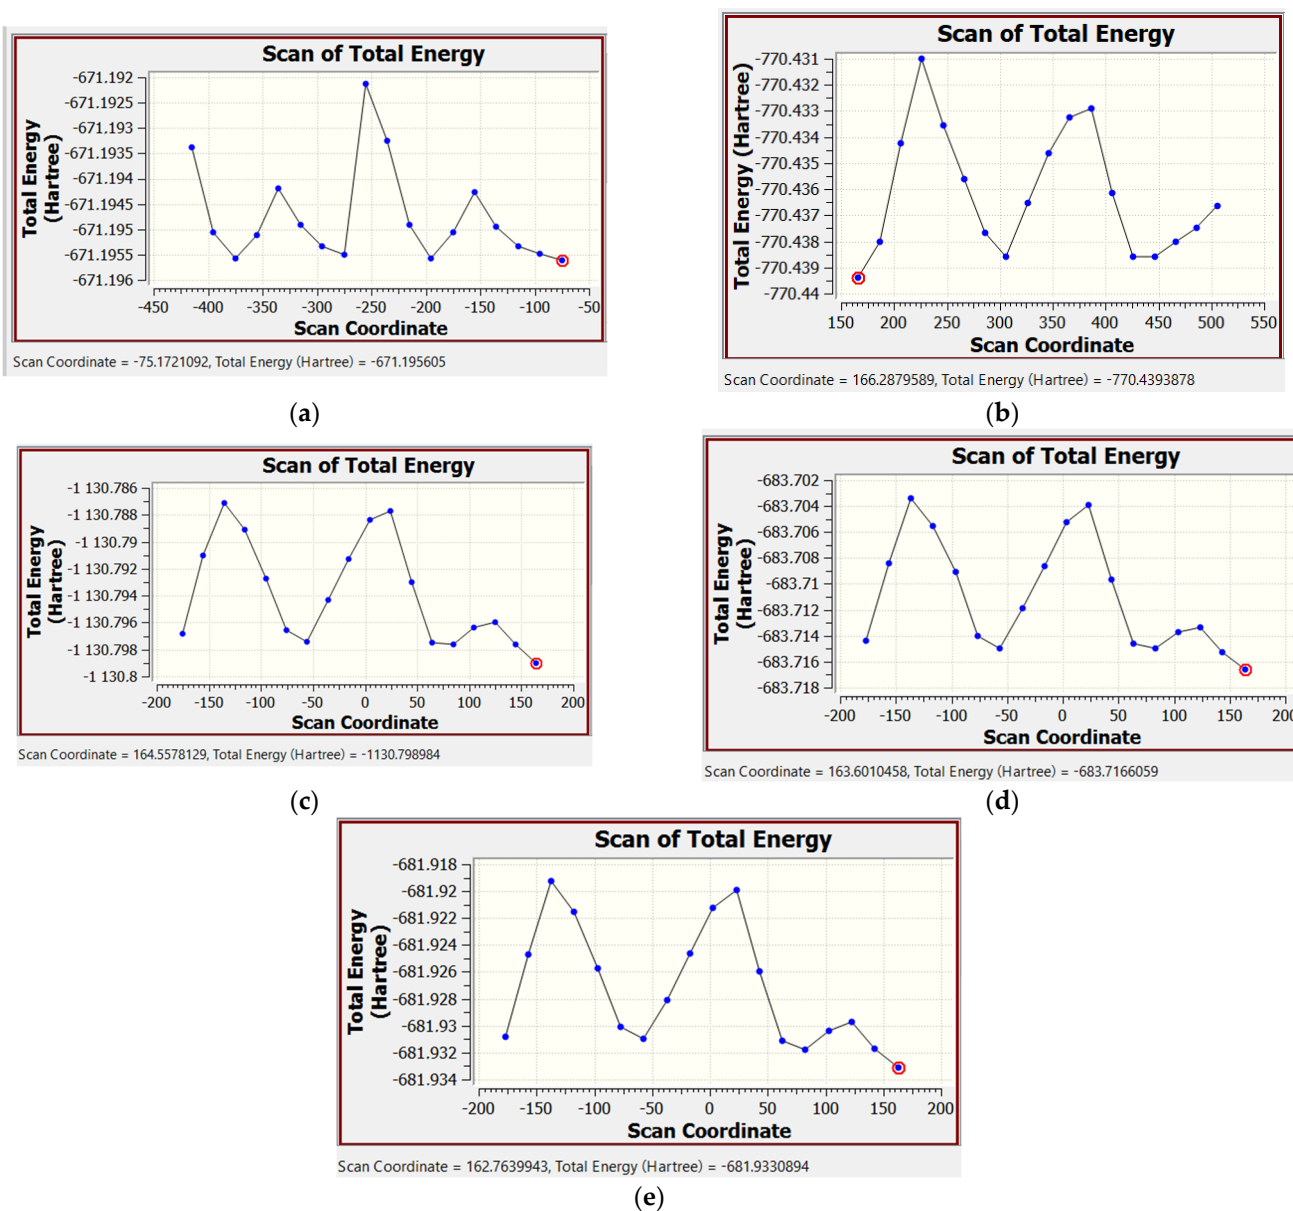 Scan of Total Energy
Total Energy
(Hartree)
-671.192
-671.1925
-671.193
-671.1935
-671.194
-671.1945
-671.195
-671.1955
-671.196
-450 -400 -350 -300 -250 -200 -150 -100 -50
Scan Coordinate
Scan Coordinate = -75.1721092, Total Energy (Hartree) = -671.195605
(a)
Scan of Total Energy
Total Energy (Hartree)
-770.431
-770.432
-770.433
-770.434
-770.435
-770.436
-770.437
-770.438
-770.439
-770.44
150 200 250 300 350 400 450 500 550
Scan Coordinate
Scan Coordinate = 166.2879589, Total Energy (Hartree) = -770.4393878
(b)
Scan of Total Energy
Total Energy
(Hartree)
-1 130.786
-1 130.788
-1 130.79
-1 130.792
-1 130.794
-1 130.796
-1 130.798
-1 130.8
-200 -150 -100 -50 0 50 100 150 200
Scan Coordinate
Scan Coordinate = 164.5578129, Total Energy (Hartree) = -1130.798984
(c)
Scan of Total Energy
Total Energy
(Hartree)
-683.702
-683.704
-683.706
-683.708
-683.71
-683.712
-683.714
-683.716
-683.718
-200 -150 -100 -50 0 50 100 150 200
Scan Coordinate
Scan Coordinate = 163.6010458, Total Energy (Hartree) = -683.7166059
(d)
Scan of Total Energy
Total Energy
(Hartree)
-681.918
-681.92
-681.922
-681.924
-681.926
-681.928
-681.93
-681.932
-681.934
-200 -150 -100 -50 0 50 100 150 200
Scan Coordinate
Scan Coordinate = 162.7639943, Total Energy (Hartree) = -681.9330894
(e)